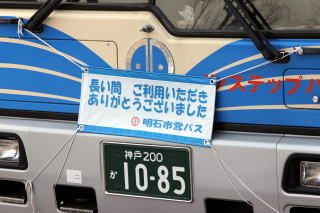 長い間 ご利用いただき
ありがとうございました
明石市営バス
ンステップバ
神戸200
か 10-85